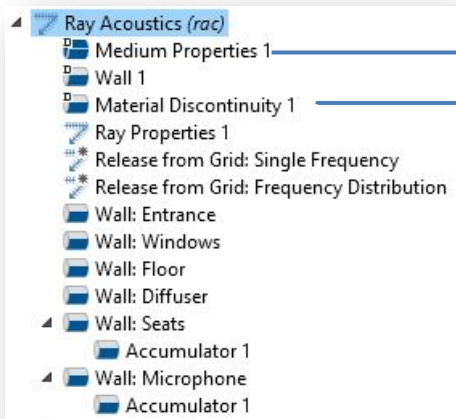 Ray Acoustics (rac)
D Medium Properties 1
D Wall 1
D Material Discontinuity 1
Ray Properties 1
Release from Grid: Single Frequency
Release from Grid: Frequency Distribution
Wall: Entrance
Wall: Windows
Wall: Floor
Wall: Diffuser
Wall: Seats
Accumulator 1
Wall: Microphone
Accumulator 1